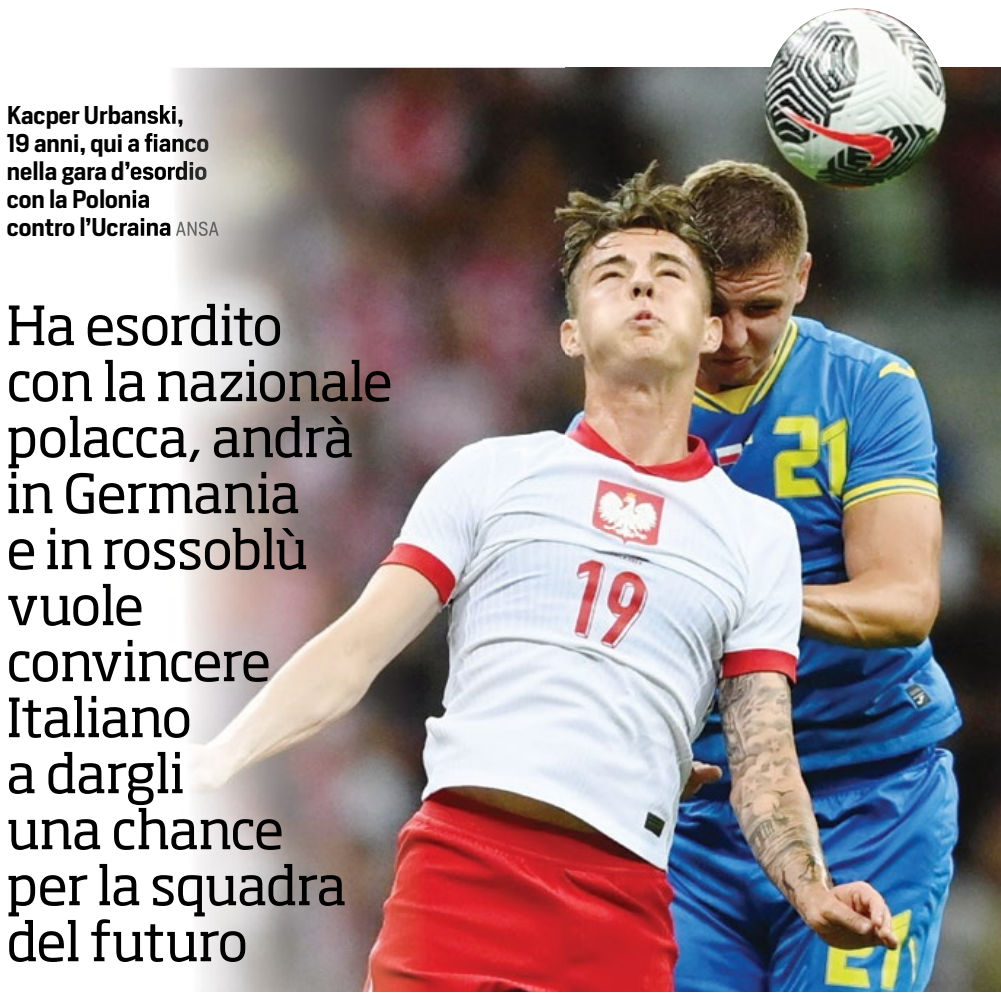 Kacper Urbanski,
19 anni, qui a fianco
nella gara d'esordio
con la Polonia
contro l'Ucraina ANSA
Ha esordito
con la nazionale
polacca, andrà
in Germania
e in rossoblù
vuole
convincere
Italiano
a dargli
una chance
per la squadra
del futuro
21
19
21